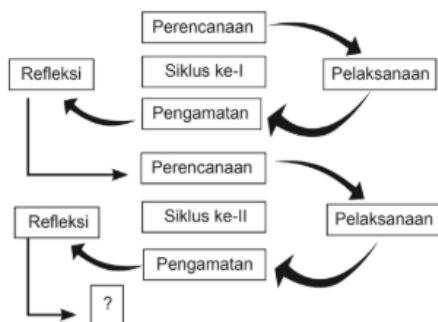 Perencanaan
Refleksi
Siklus ke-I
Pelaksanaan
Pengamatan
Perencanaan
Refleksi
Siklus ke-II
Pelaksanaan
Pengamatan
?